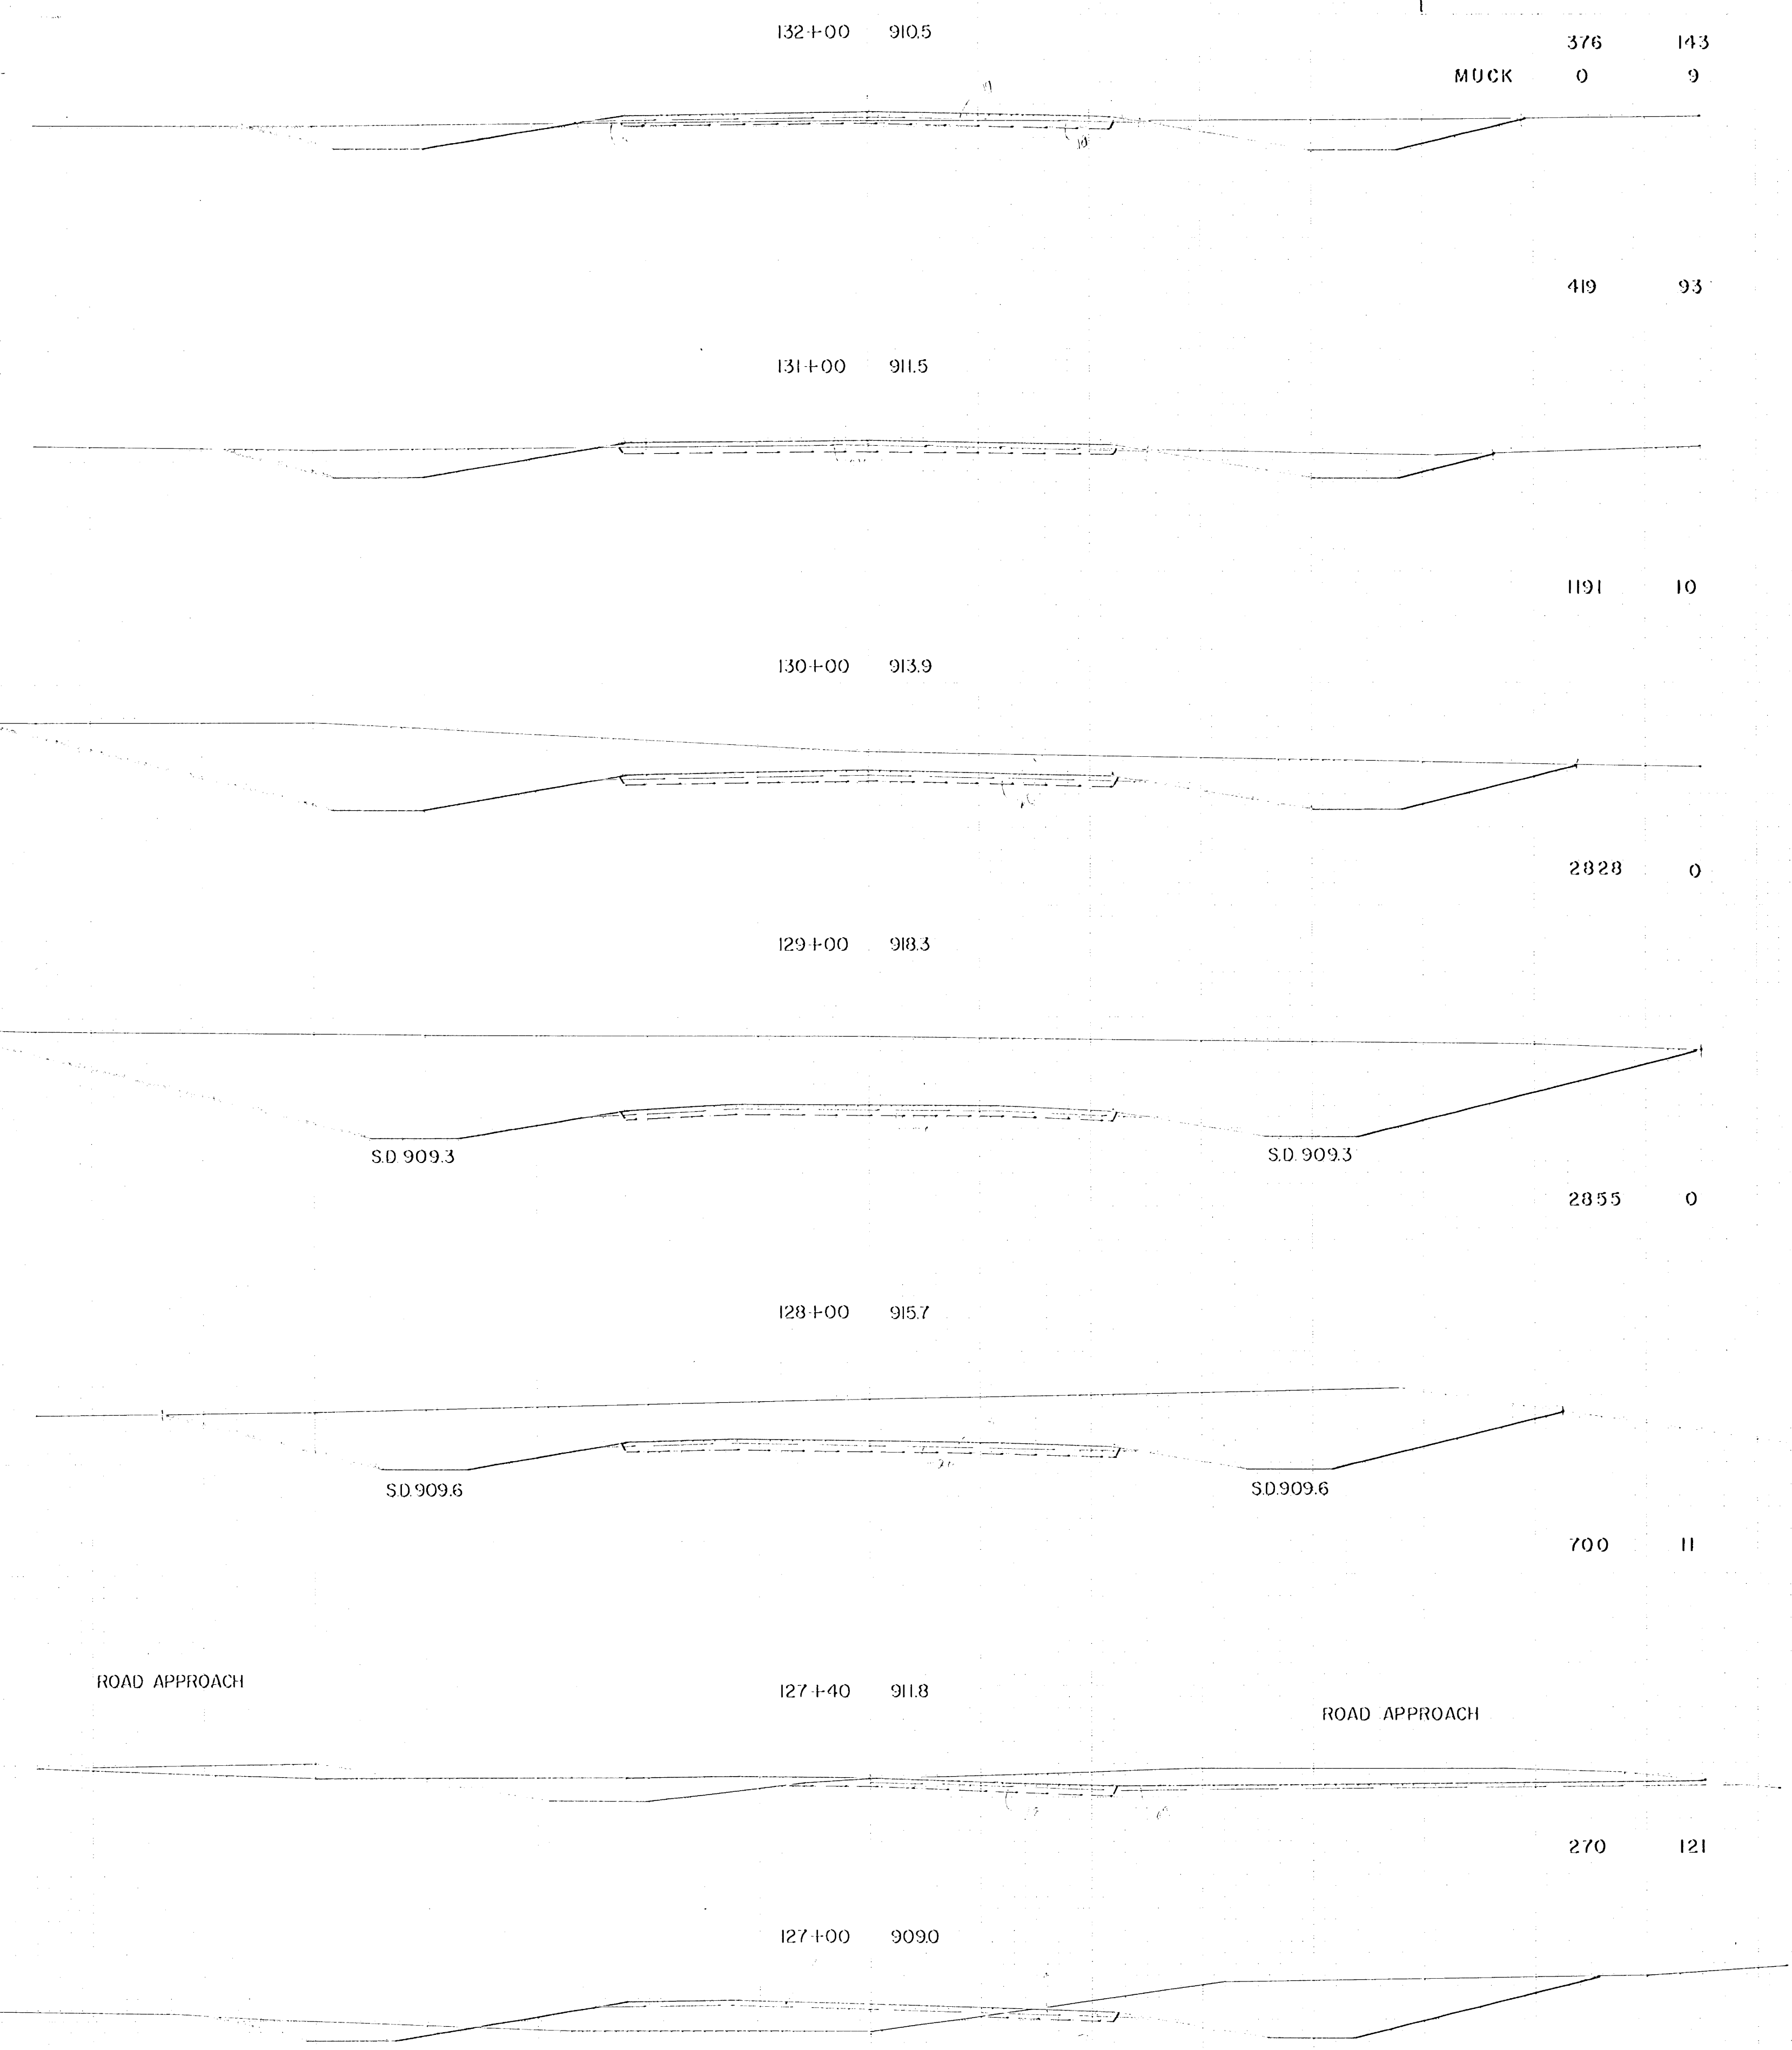 132+00 910.5
376 143
MUCK 0 9
419 93
131+00 911.5
1191 10
130+00 913.9
2828 0
129+00 918.3
S.D. 909.3 S.D. 909.3
2855 0
128+00 915.7
S.D. 909.6 S.D. 909.6
700 11
ROAD APPROACH
127+40 911.8
ROAD APPROACH
270 121
127+00 909.0